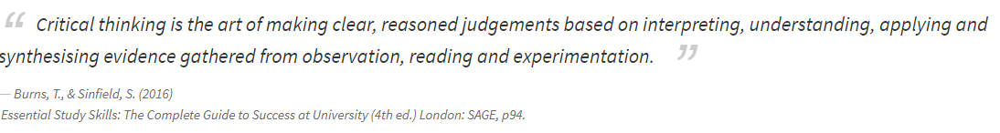 “ Critical thinking is the art of making clear, reasoned judgements based on interpreting, understanding, applying and
synthesising evidence gathered from observation, reading and experimentation. ”
— Burns, T., & Sinfield, S. (2016)
Essential Study Skills: The Complete Guide to Success at University (4th ed.) London: SAGE, p94.